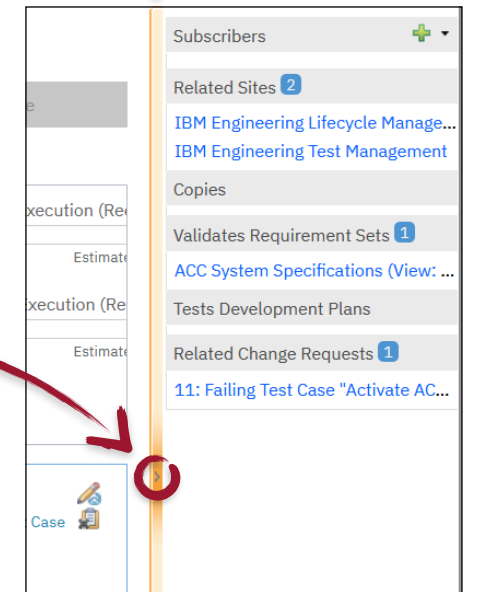 Subscribers
Related Sites 2
IBM Engineering Lifecycle Manage...
IBM Engineering Test Management
Copies
Validates Requirement Sets 1
ACC System Specifications (View: ...
Tests Development Plans
Related Change Requests 1
11: Failing Test Case "Activate AC...
e
xecution (Re
Estimate
xecution (Re
Estimate
Case